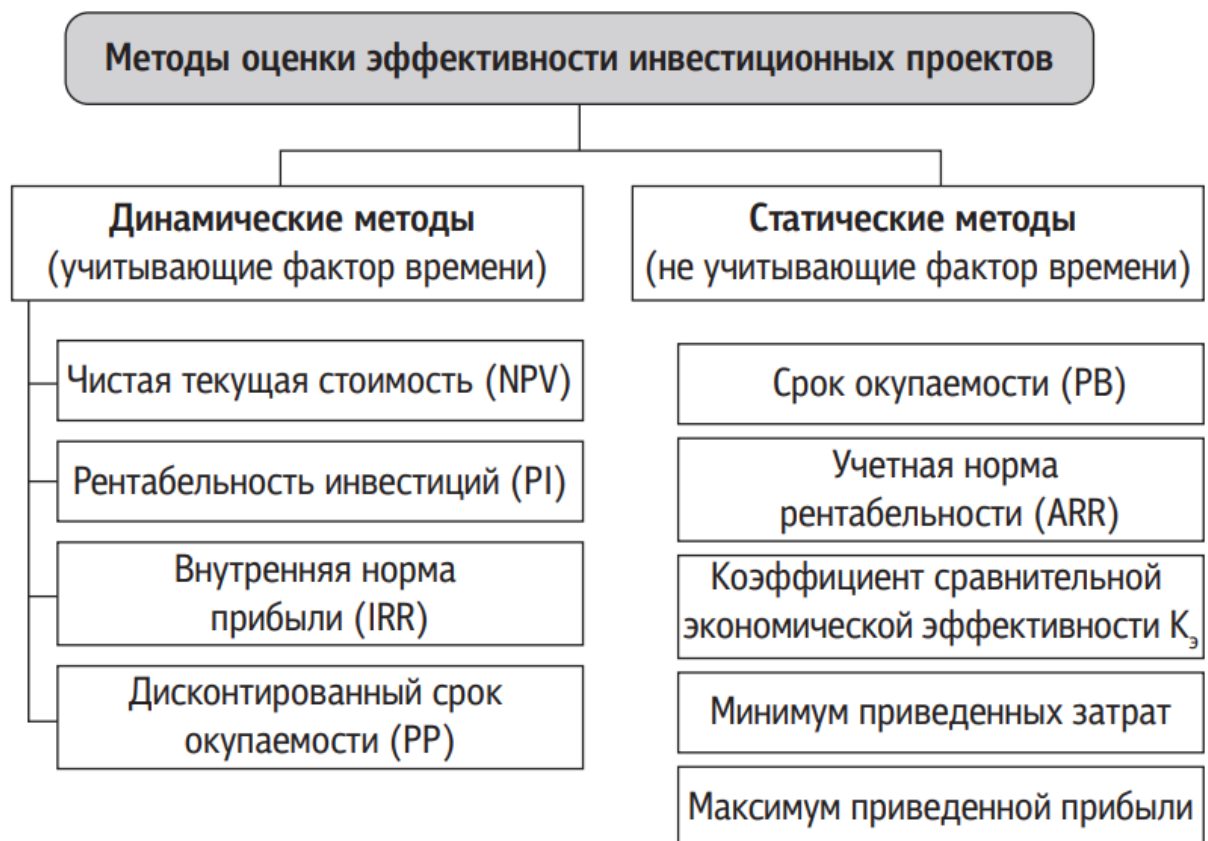 Методы оценки эффективности инвестиционных проектов
Динамические методы
(учитывающие фактор времени)
Чистая текущая стоимость (NPV)
Рентабельность инвестиций (PI)
Внутренняя норма
прибыли (IRR)
Дисконтированный срок
окупаемости (PP)
Статические методы
(не учитывающие фактор времени)
Срок окупаемости (PB)
Учетная норма
рентабельности (ARR)
Коэффициент сравнительной
экономической эффективности Кэ
Минимум приведенных затрат
Максимум приведенной прибыли